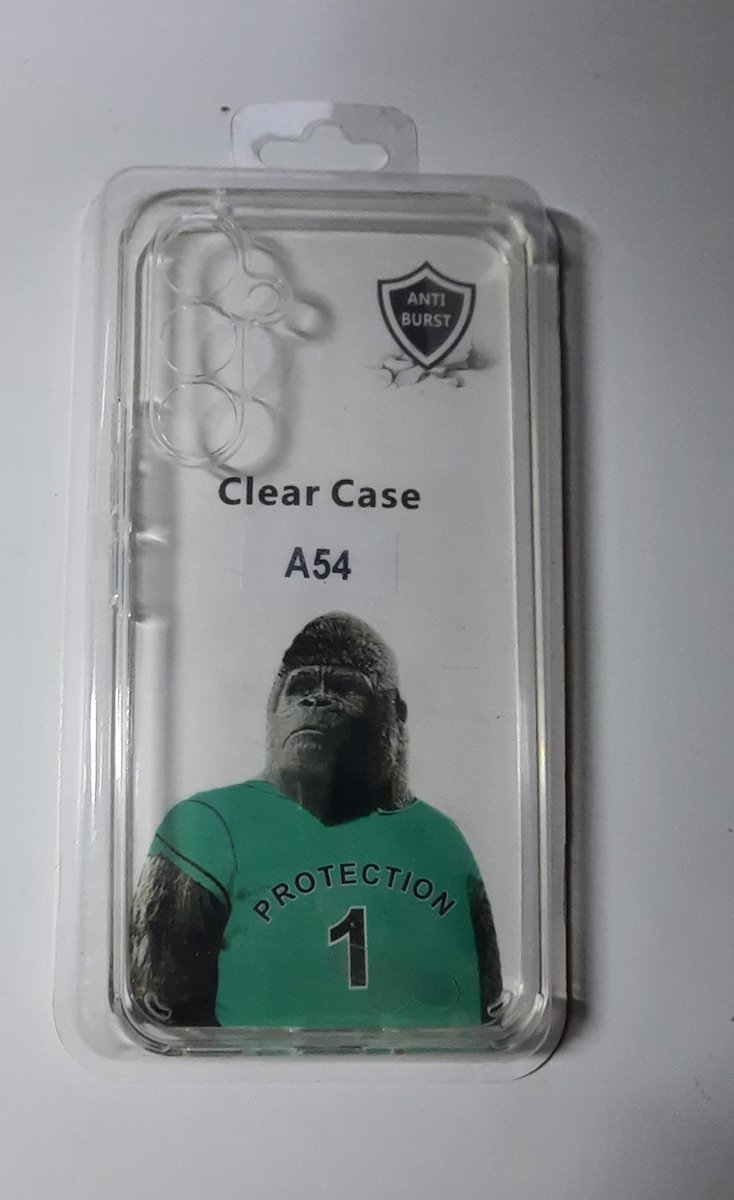 ANTI
BURST
Clear Case
A54
PROTECTION
1